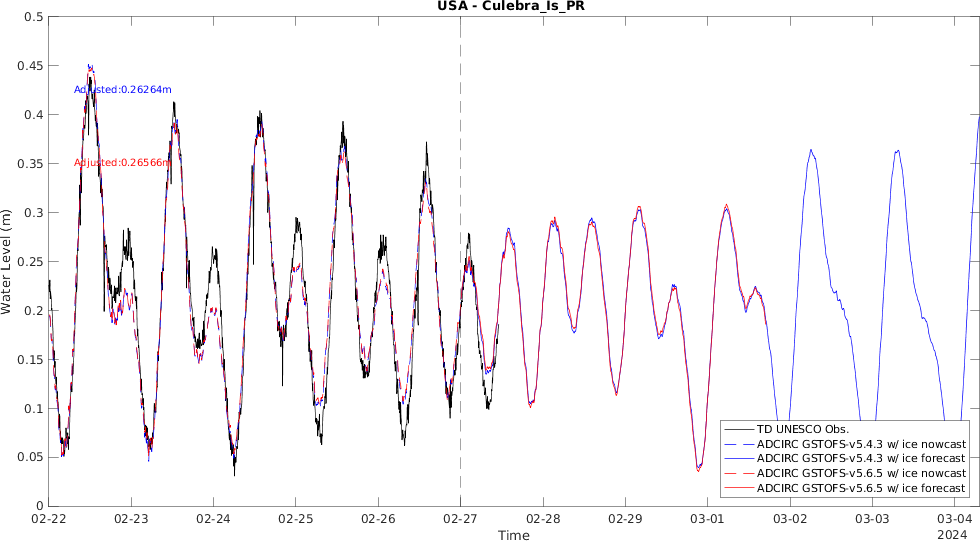 USA - Culebra_Is_PR
0.5
0.45
0.4
0.35
0.3
0.25
0.2
0.15
0.1
0.05
0
Water Level (m)
Adjusted:0.26264m
Adjusted:0.26566m
TD UNESCO Obs.
ADCIRC GSTOFS-v5.4.3 w/ ice nowcast
ADCIRC GSTOFS-v5.4.3 w/ ice forecast
ADCIRC GSTOFS-v5.6.5 w/ ice nowcast
ADCIRC GSTOFS-v5.6.5 w/ ice forecast
02-22 02-23 02-24 02-25 02-26 02-27 02-28 02-29 03-01 03-02 03-03 03-04
Time
2024